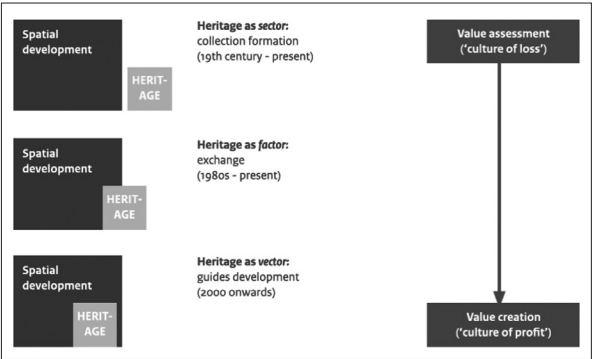 Spatial
development
HERIT-
AGE
Heritage as sector:
collection formation
(19th century - present)
Value assessment
('culture of loss')
Spatial
development
HERIT-
AGE
Heritage as factor:
exchange
(1980s - present)
Spatial
development
HERIT-
AGE
Heritage as vector:
guides development
(2000 onwards)
Value creation
('culture of profit')